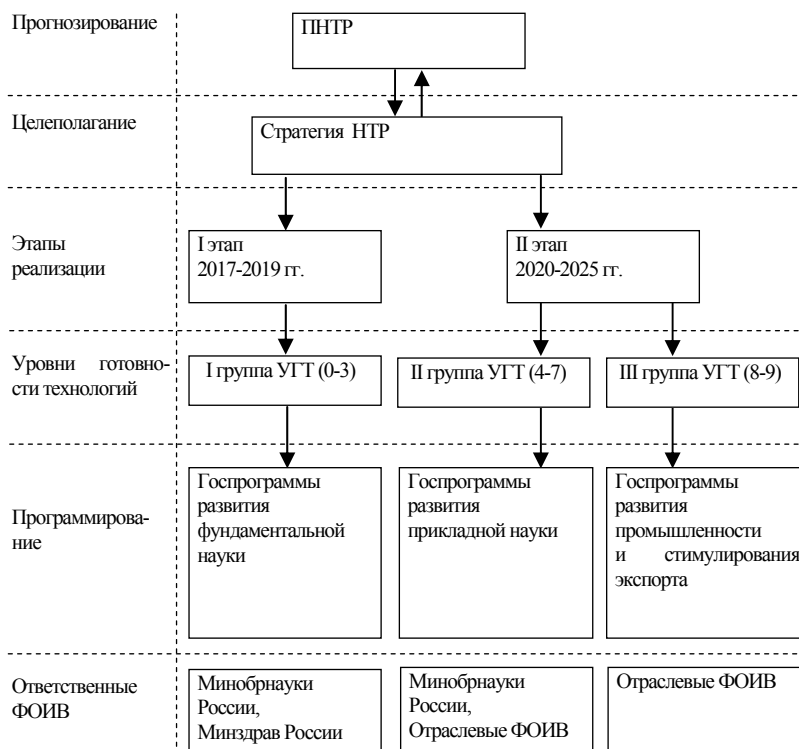 Прогнозирование
ПНТР
Целеполагание
Стратегия НТР
Этапы
реализации
I этап
2017-2019 гг.
II этап
2020-2025 гг.
Уровни готовно-
сти технологий
I группа УГТ (0-3)
II группа УГТ (4-7)
III группа УГТ (8-9)
Программирова-
ние
Госпрограммы
развития
фундаментальной
науки
Госпрограммы
развития
прикладной науки
Госпрограммы
развития
промышленности
и стимулирования
экспорта
Ответственные
ФОИВ
Минобрнауки
России,
Минздрав России
Минобрнауки
России,
Отраслевые ФОИВ
Отраслевые ФОИВ